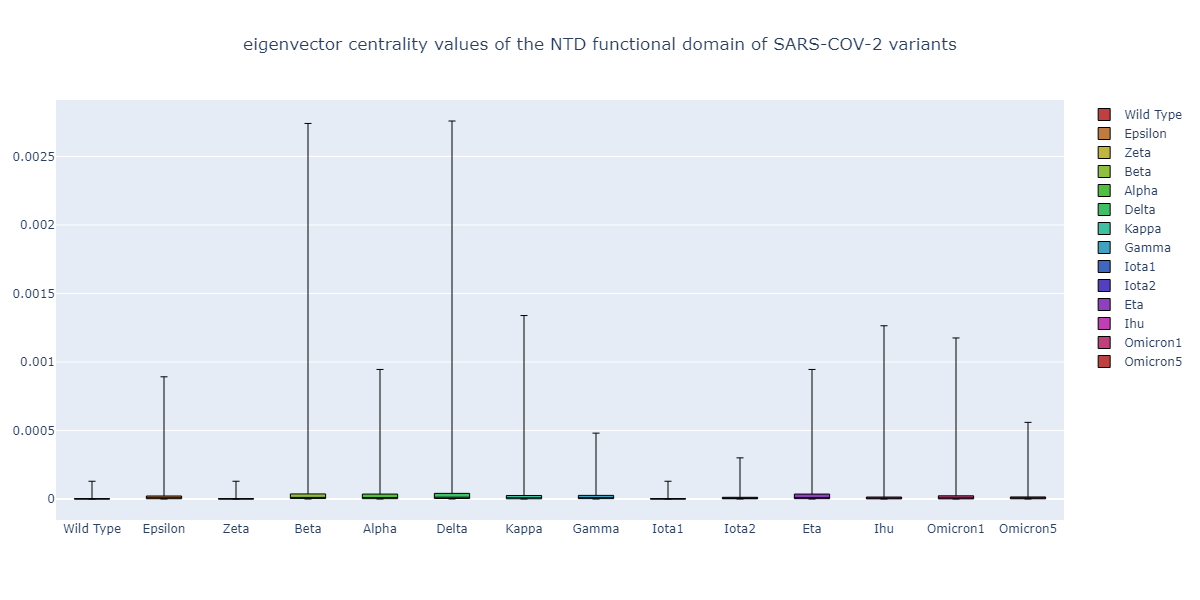 eigenvector centrality values of the NTD functional domain of SARS-COV-2 variants
0.0025
0.002
0.0015
0.001
0.0005
0
Wild Type Epsilon Zeta Beta Alpha Delta Kappa Gamma Iota1 Iota2 Eta Ihu Omicron1 Omicron5
Wild Type
Epsilon
Zeta
Beta
Alpha
Delta
Kappa
Gamma
Iota1
Iota2
Eta
Ihu
Omicron1
Omicron5